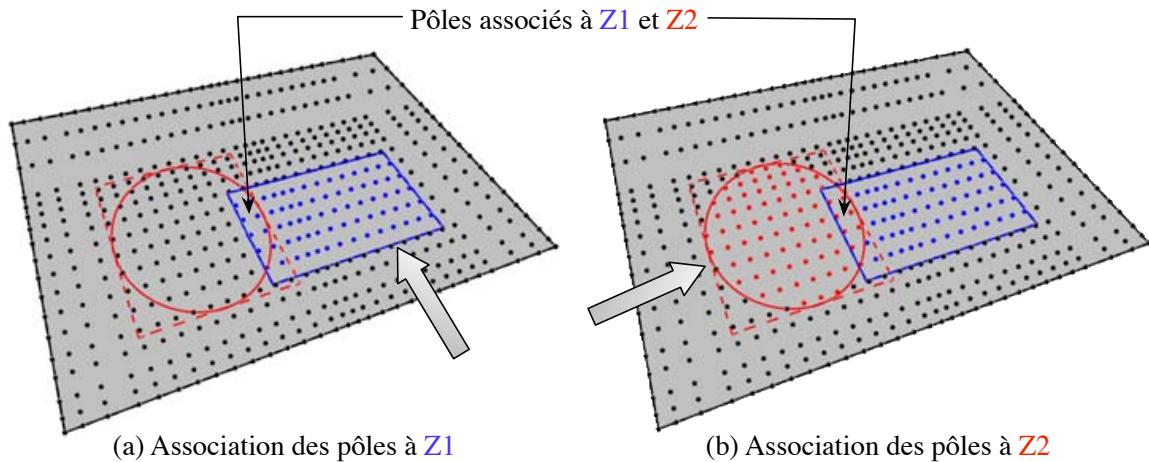 Pôles associés à Z1 et Z2
(a) Association des pôles à Z1
(b) Association des pôles à Z2